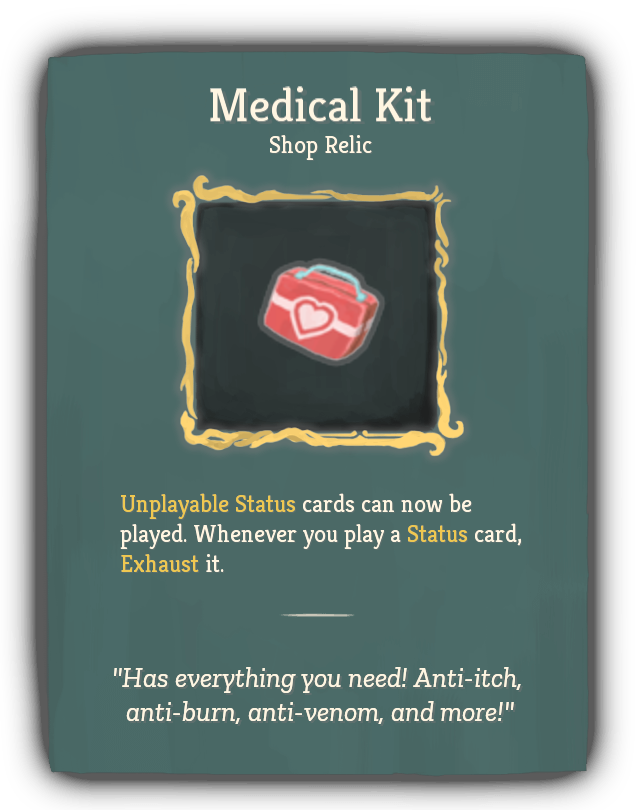 Medical Kit
Shop Relic
Unplayable Status cards can now be
played. Whenever you play a Status card,
Exhaust it.
"Has everything you need! Anti-itch,
anti-burn, anti-venom, and more!"